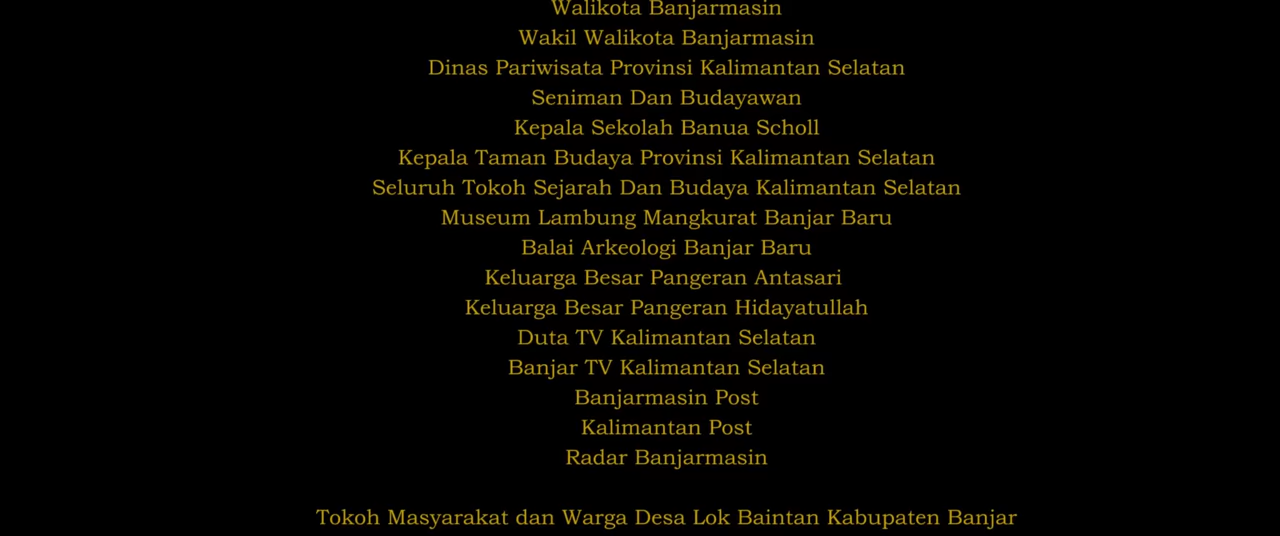 Walikota Banjarmasin
Wakil Walikota Banjarmasin
Dinas Pariwisata Provinsi Kalimantan Selatan
Seniman Dan Budayawan
Kepala Sekolah Banua Scholl
Kepala Taman Budaya Provinsi Kalimantan Selatan
Seluruh Tokoh Sejarah Dan Budaya Kalimantan Selatan
Museum Lambung Mangkurat Banjar Baru
Balai Arkeologi Banjar Baru
Keluarga Besar Pangeran Antasari
Keluarga Besar Pangeran Hidayatullah
Duta TV Kalimantan Selatan
Banjar TV Kalimantan Selatan
Banjarmasin Post
Kalimantan Post
Radar Banjarmasin
Tokoh Masyarakat dan Warga Desa Lok Baintan Kabupaten Banjar